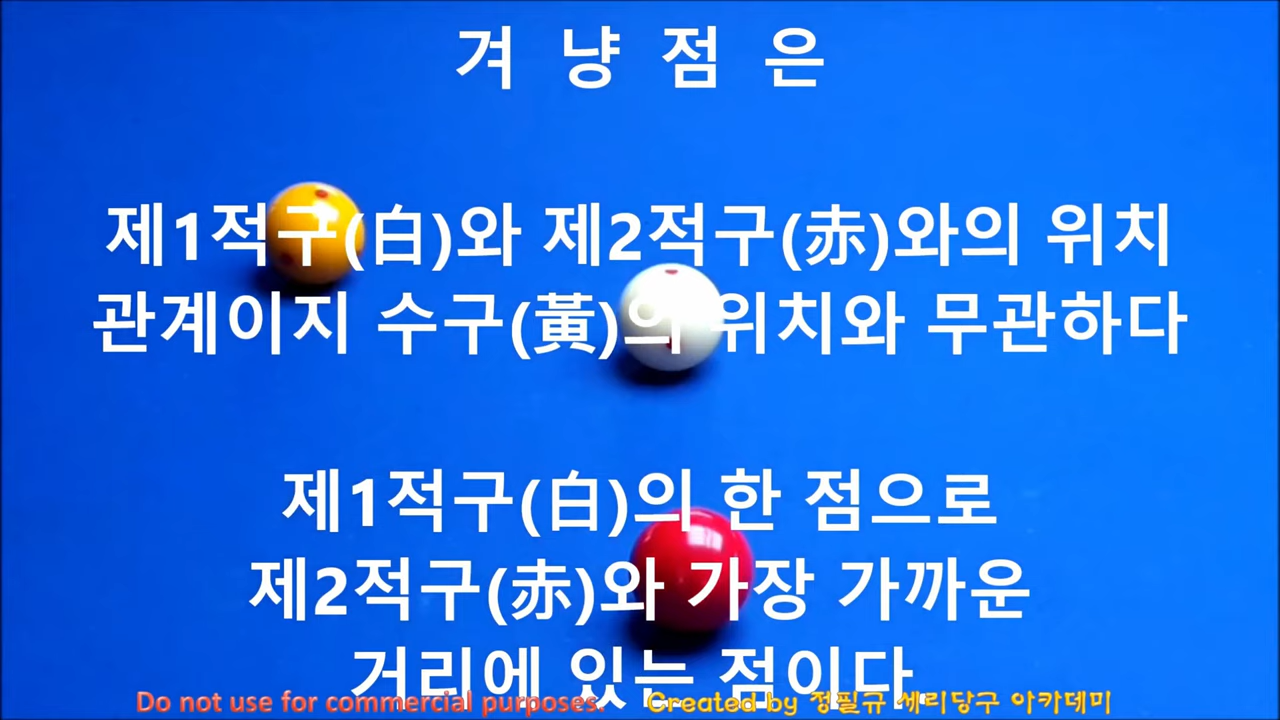 겨 냥 점 은
제1적구(白)와 제2적구(赤)와의 위치
관계이지 수구(黃)의 위치와 무관하다
제1적구(白)의 한 점으로
제2적구(赤)와 가장 가까운
거리에 있는 점이다.
Do not use for commercial purposes. Created by 정필규 세리당구 아카데미